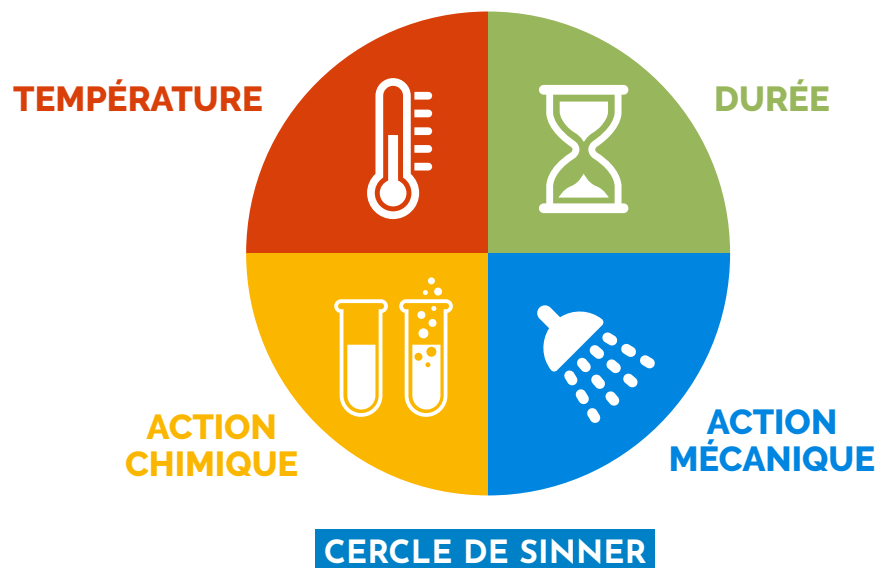 TEMPÉRATURE
DURÉE
ACTION
CHIMIQUE
ACTION
MÉCANIQUE
CERCLE DE SINNER